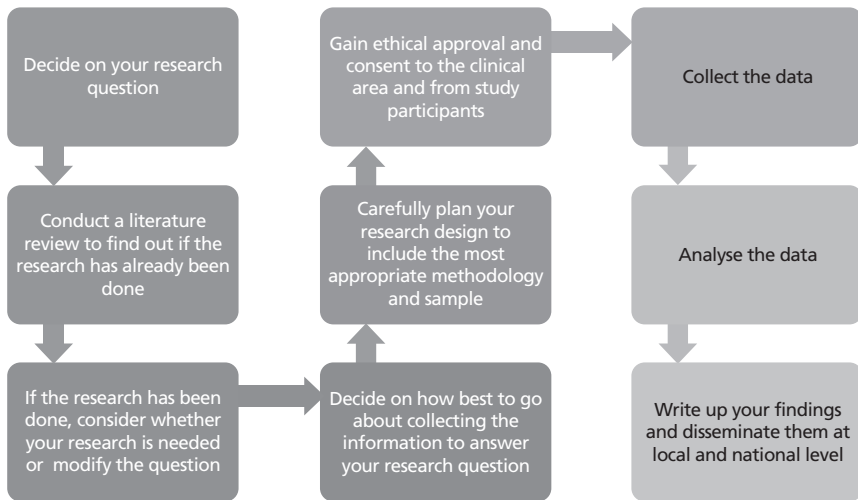 Decide on your research
question
Conduct a literature
review to find out if the
research has already been
done
If the research has been
done, consider whether
your research is needed
or modify the question
Decide on how best to go
about collecting the
information to answer
your research question
Carefully plan your
research design to
include the most
appropriate methodology
and sample
Gain ethical approval and
consent to the clinical
area and from study
participants
Collect the data
Analyse the data
Write up your findings
and disseminate them at
local and national level